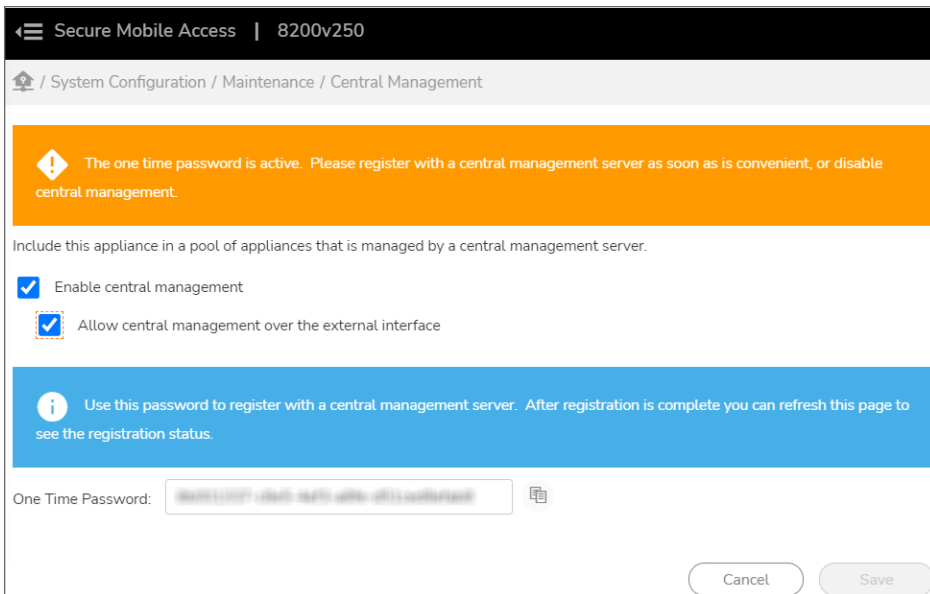 Secure Mobile Access | 8200v250
/ System Configuration / Maintenance / Central Management
The one time password is active. Please register with a central management server as soon as is convenient, or disable
central management.
Include this appliance in a pool of appliances that is managed by a central management server.
Enable central management
Allow central management over the external interface
Use this password to register with a central management server. After registration is complete you can refresh this page to
see the registration status.
One Time Password:
Cancel Save